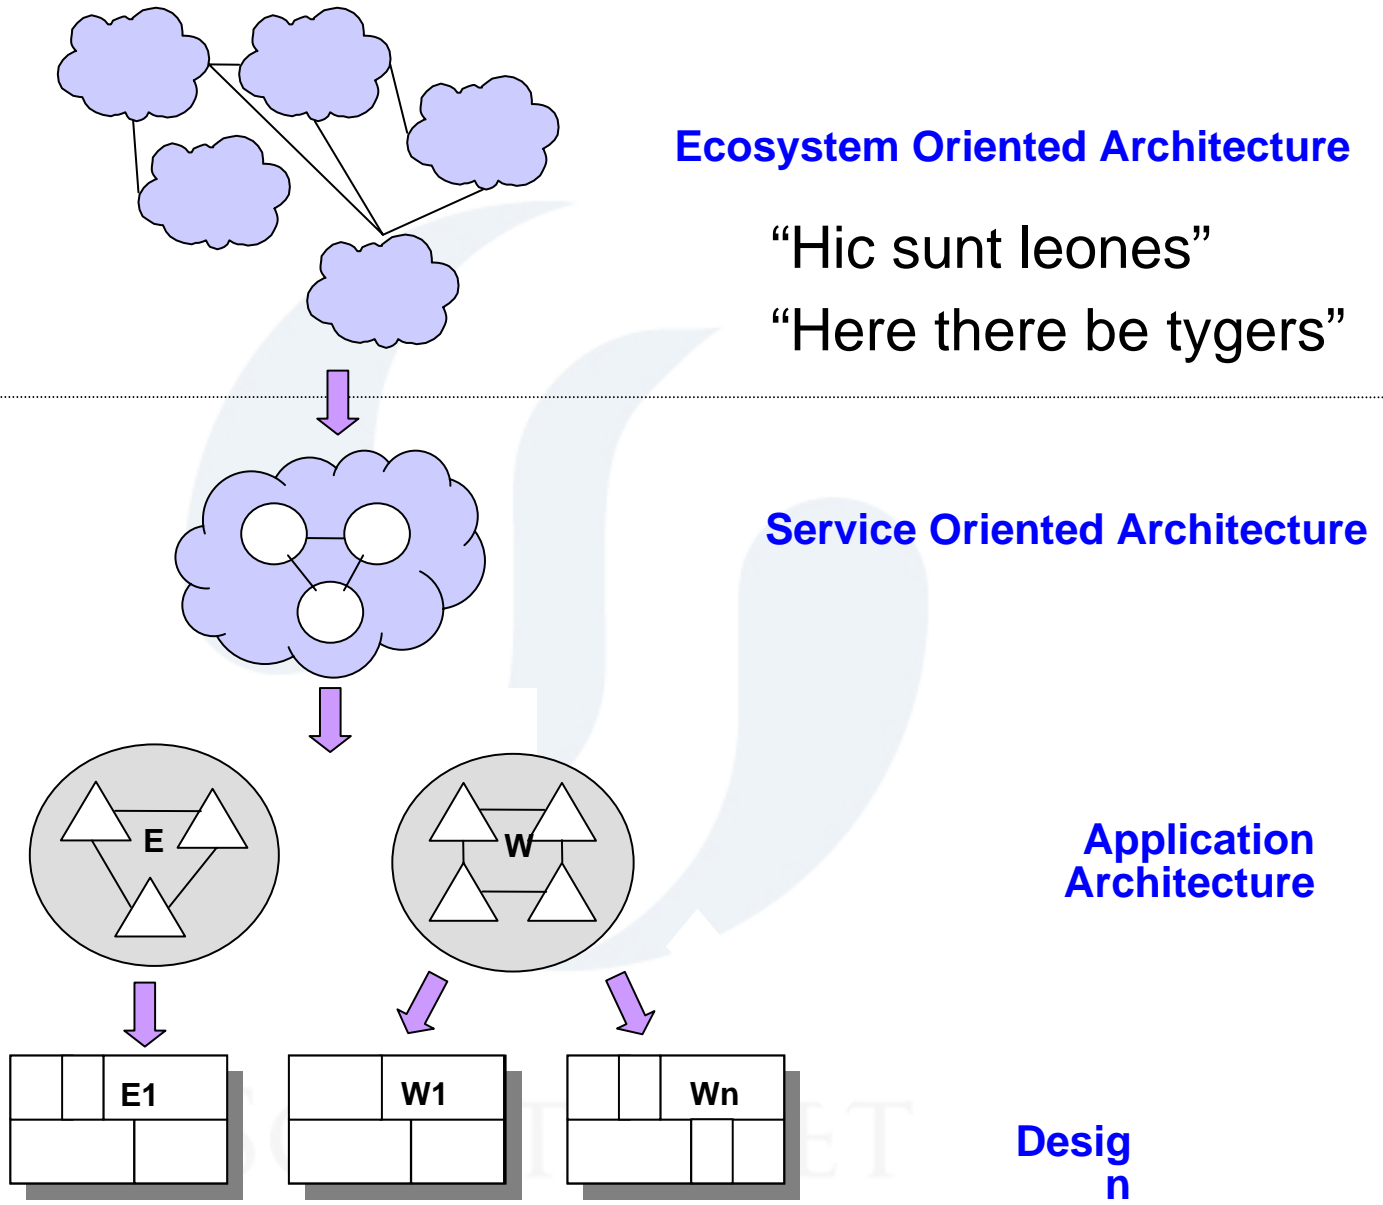 Ecosystem Oriented Architecture
“Hic sunt leones”
“Here there be tygers”
Service Oriented Architecture
E
W
Application
Architecture
E1
W1
Wn
Desig
n